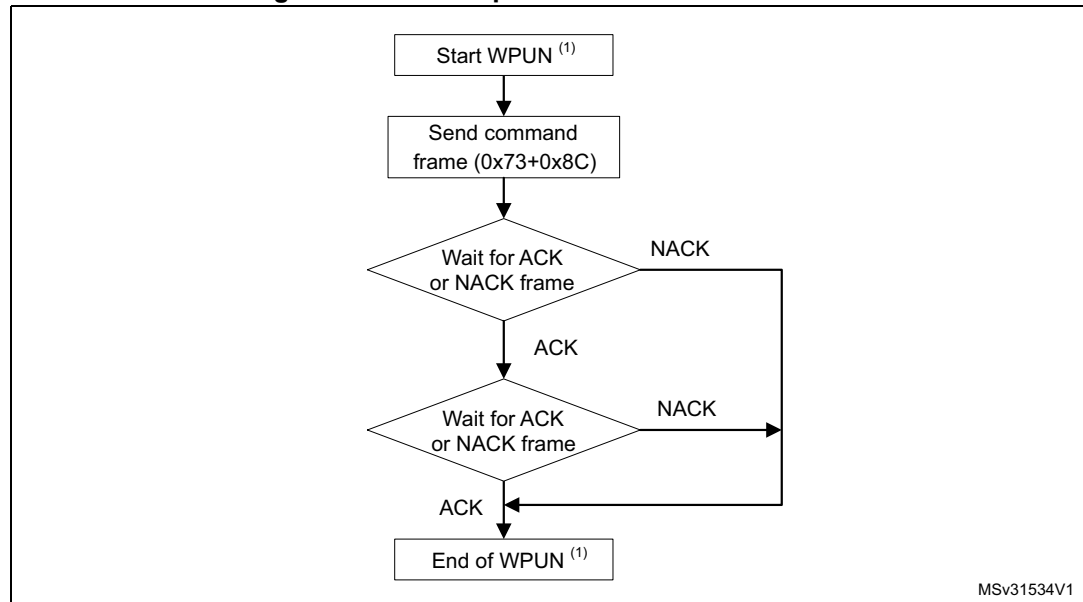 Start WPUN (1)
Send command
frame (0x73+0x8C)
Wait for ACK
or NACK frame
NACK
ACK
Wait for ACK
or NACK frame
NACK
ACK
End of WPUN (1)
MSv31534V1